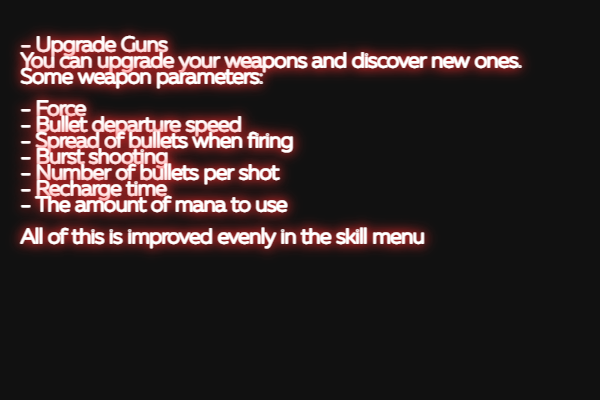 - Upgrade Guns
You can upgrade your weapons and discover new ones.
Some weapon parameters:
- Force
- Bullet departure speed
- Spread of bullets when firing
- Burst shooting
- Number of bullets per shot
- Recharge time
- The amount of mana to use
All of this is improved evenly in the skill menu